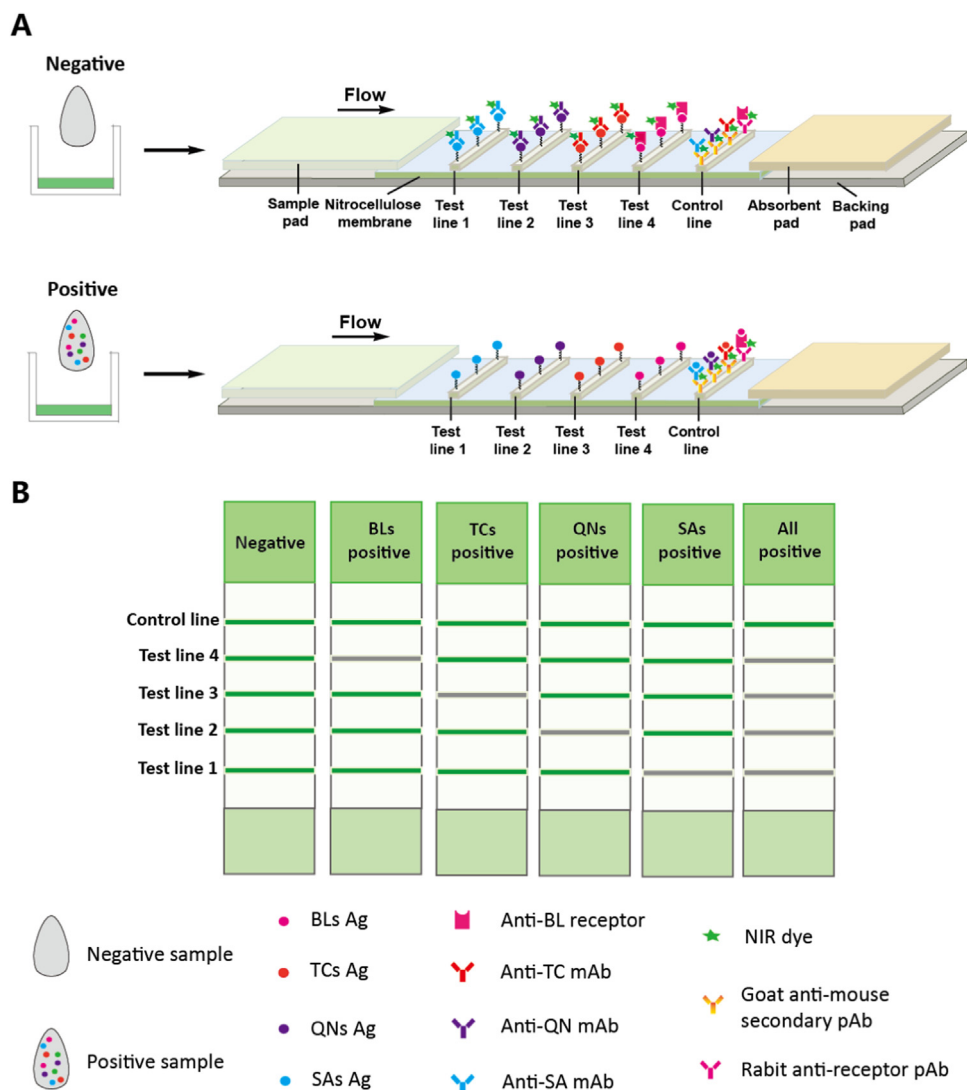 A
Negative
Flow
Sample
pad
Nitrocellulose
membrane
Test
line 1
Test
line 2
Test
line 3
Test
line 4
Control
line
Absorbent
pad
Backing
pad
Positive
Flow
Test
line 1
Test
line 2
Test
line 3
Test
line 4
Control
line
B
Negative
BLs
positive
TCs
positive
QNs
positive
SAs
positive
All
positive
Control line
Test line 4
Test line 3
Test line 2
Test line 1
Negative sample
Positive sample
BLs Ag
TCs Ag
QNs Ag
SAs Ag
Anti-BL receptor
Anti-TC mAb
Anti-QN mAb
Anti-SA mAb
NIR dye
Goat anti-mouse
secondary pAb
Rabit anti-receptor pAb